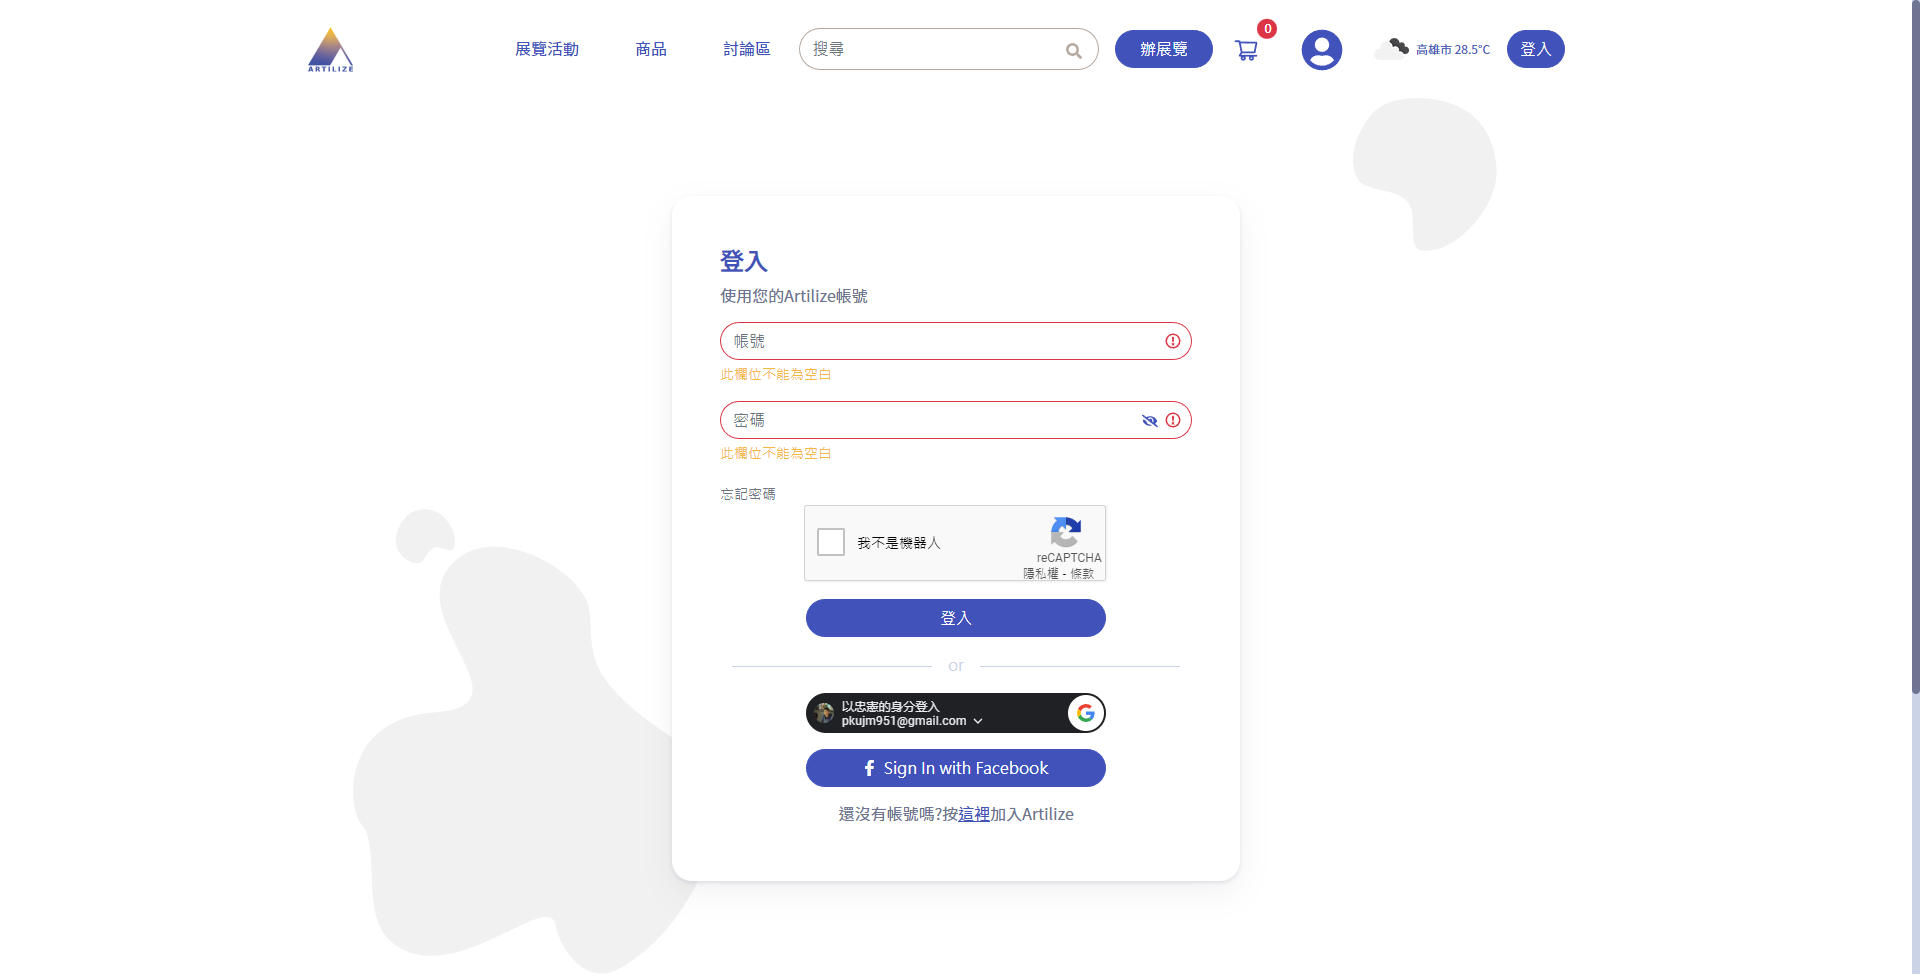 ARTILIZE
展覽活動
商品
討論區
搜尋
辦展覽
0
高雄市 28.5°C
登入
登入
使用您的Artilize帳號
帳號
此欄位不能為空白
密碼
此欄位不能為空白
忘記密碼
我不是機器人
reCAPTCHA
隱私權 - 條款
登入
or
以忠憲的身分登入
pkujm951@gmail.com
Sign In with Facebook
還沒有帳號嗎?按這裡加入Artilize